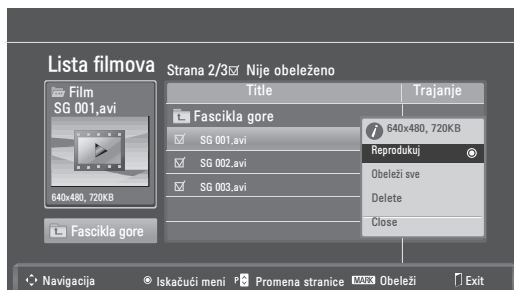 Lista filmova
Strana 2/3 ☑ Nije obeleženo
Film
SG 001,avi
640x480, 720KB
Fascikla gore
Title
Trajanje
Fascikla gore
SG 001,avi
SG 002,avi
SG 003,avi
640x480, 720KB
Reprodukuj
Obeleži sve
Delete
Close
Navigacija
Iskačući meni
P Promena stranice
MARK Obeleži
Exit